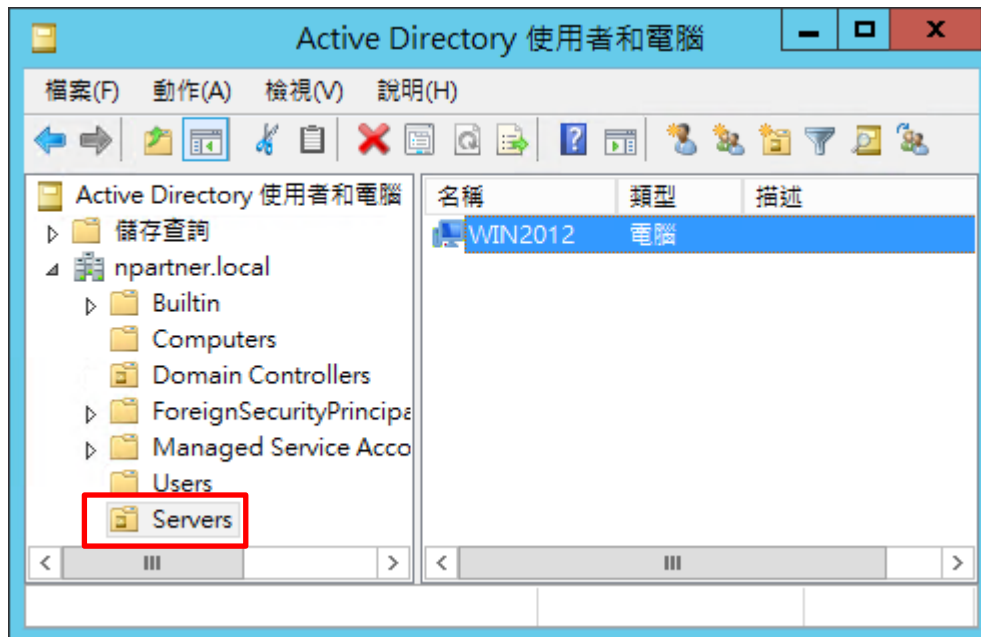 Active Directory 使用者和電腦
檔案(F) 動作(A) 檢視(V) 說明(H)
Active Directory 使用者和電腦
儲存查詢
npartner.local
Builtin
Computers
Domain Controllers
ForeignSecurityPrincipa
Managed Service Acco
Users
Servers
名稱 類型 描述
WIN2012 電腦